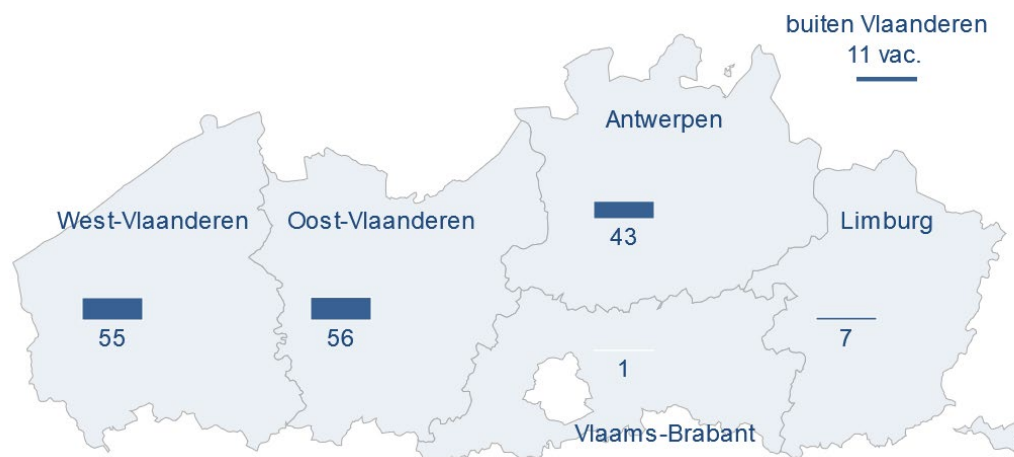 buiten Vlaanderen
11 vac.
Antwerpen
43
West-Vlaanderen
55
Oost-Vlaanderen
56
Limburg
7
1
Vlaams-Brabant